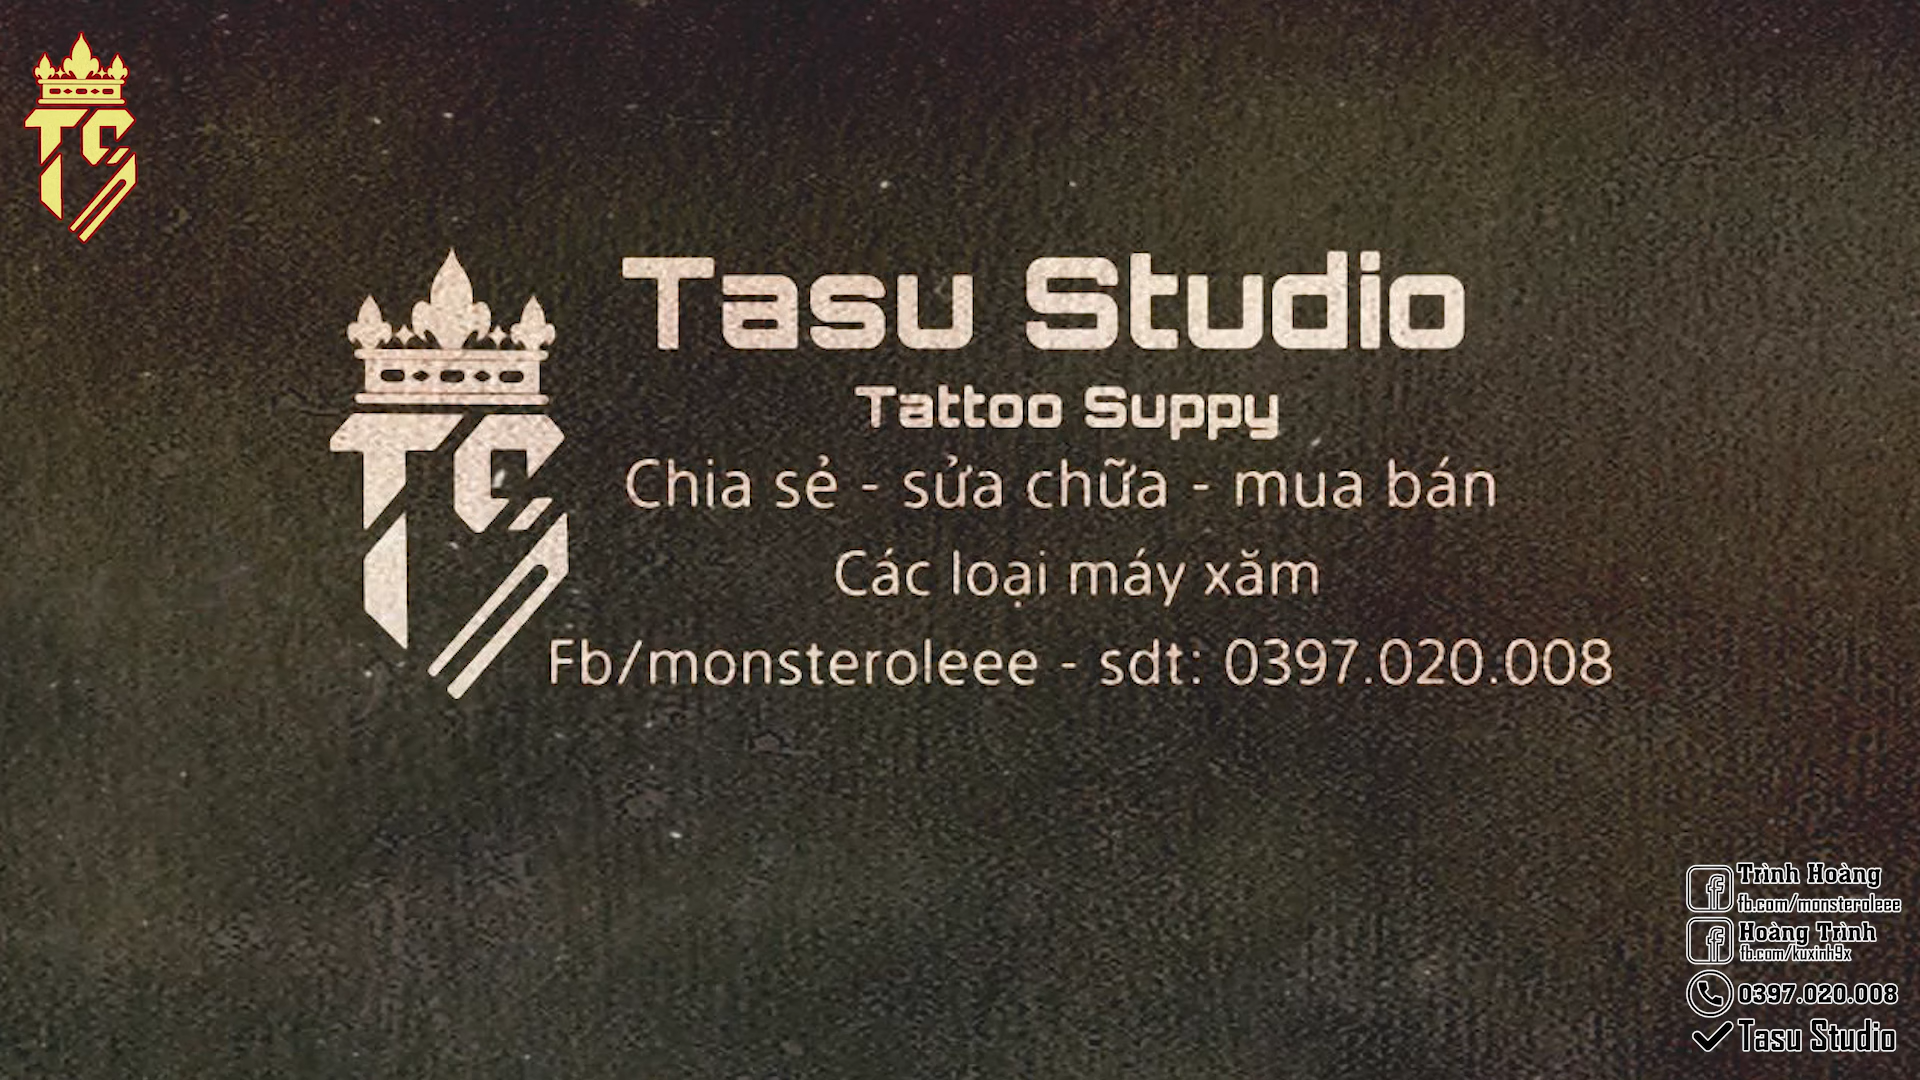 TS
Tasu Studio
Tattoo Suppy
TS
Chia sẻ - sửa chữa - mua bán
Các loại máy xăm
Fb/monsteroleee - sdt: 0397.020.008
Trình Hoàng
fb.com/monsteroleee
Hoàng Trình
fb.com/kuxinh9x
0397.020.008
Tasu Studio